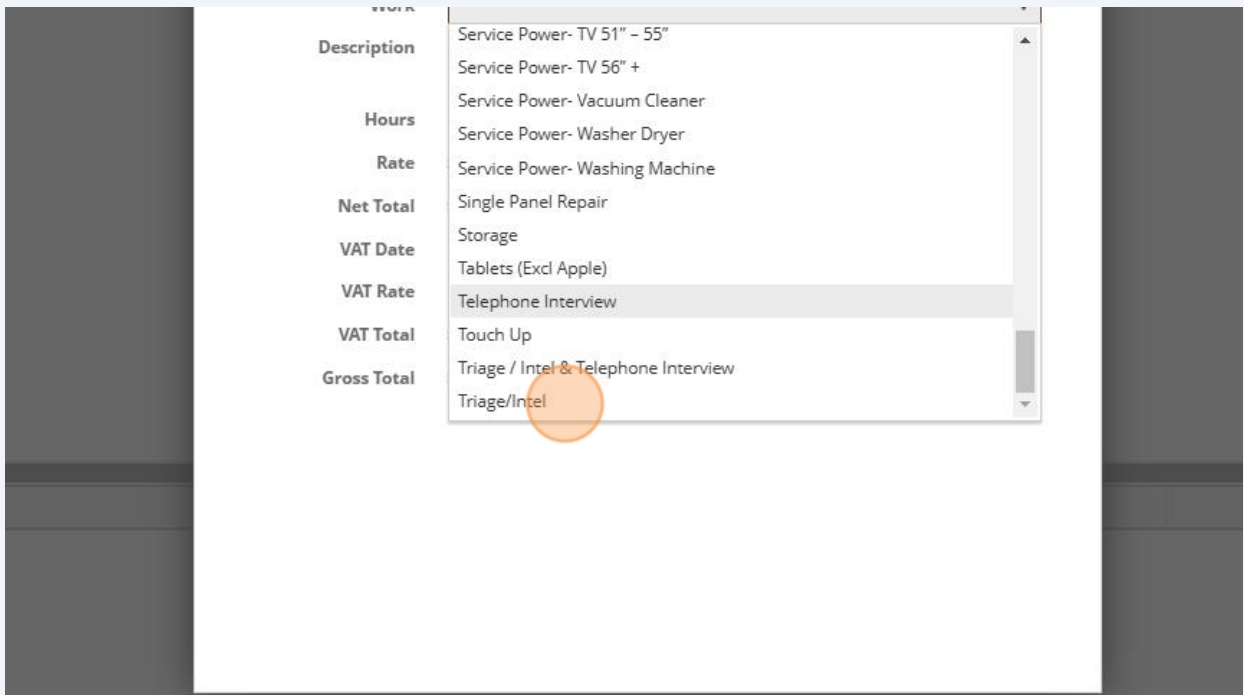 Work
Description
Service Power- TV 51” – 55”
Service Power- TV 56” +
Service Power- Vacuum Cleaner
Hours
Service Power- Washer Dryer
Rate
Service Power- Washing Machine
Net Total
Single Panel Repair
VAT Date
Storage
Tablets (Excl Apple)
VAT Rate
Telephone Interview
VAT Total
Touch Up
Gross Total
Triage / Intel & Telephone Interview
Triage/Intel